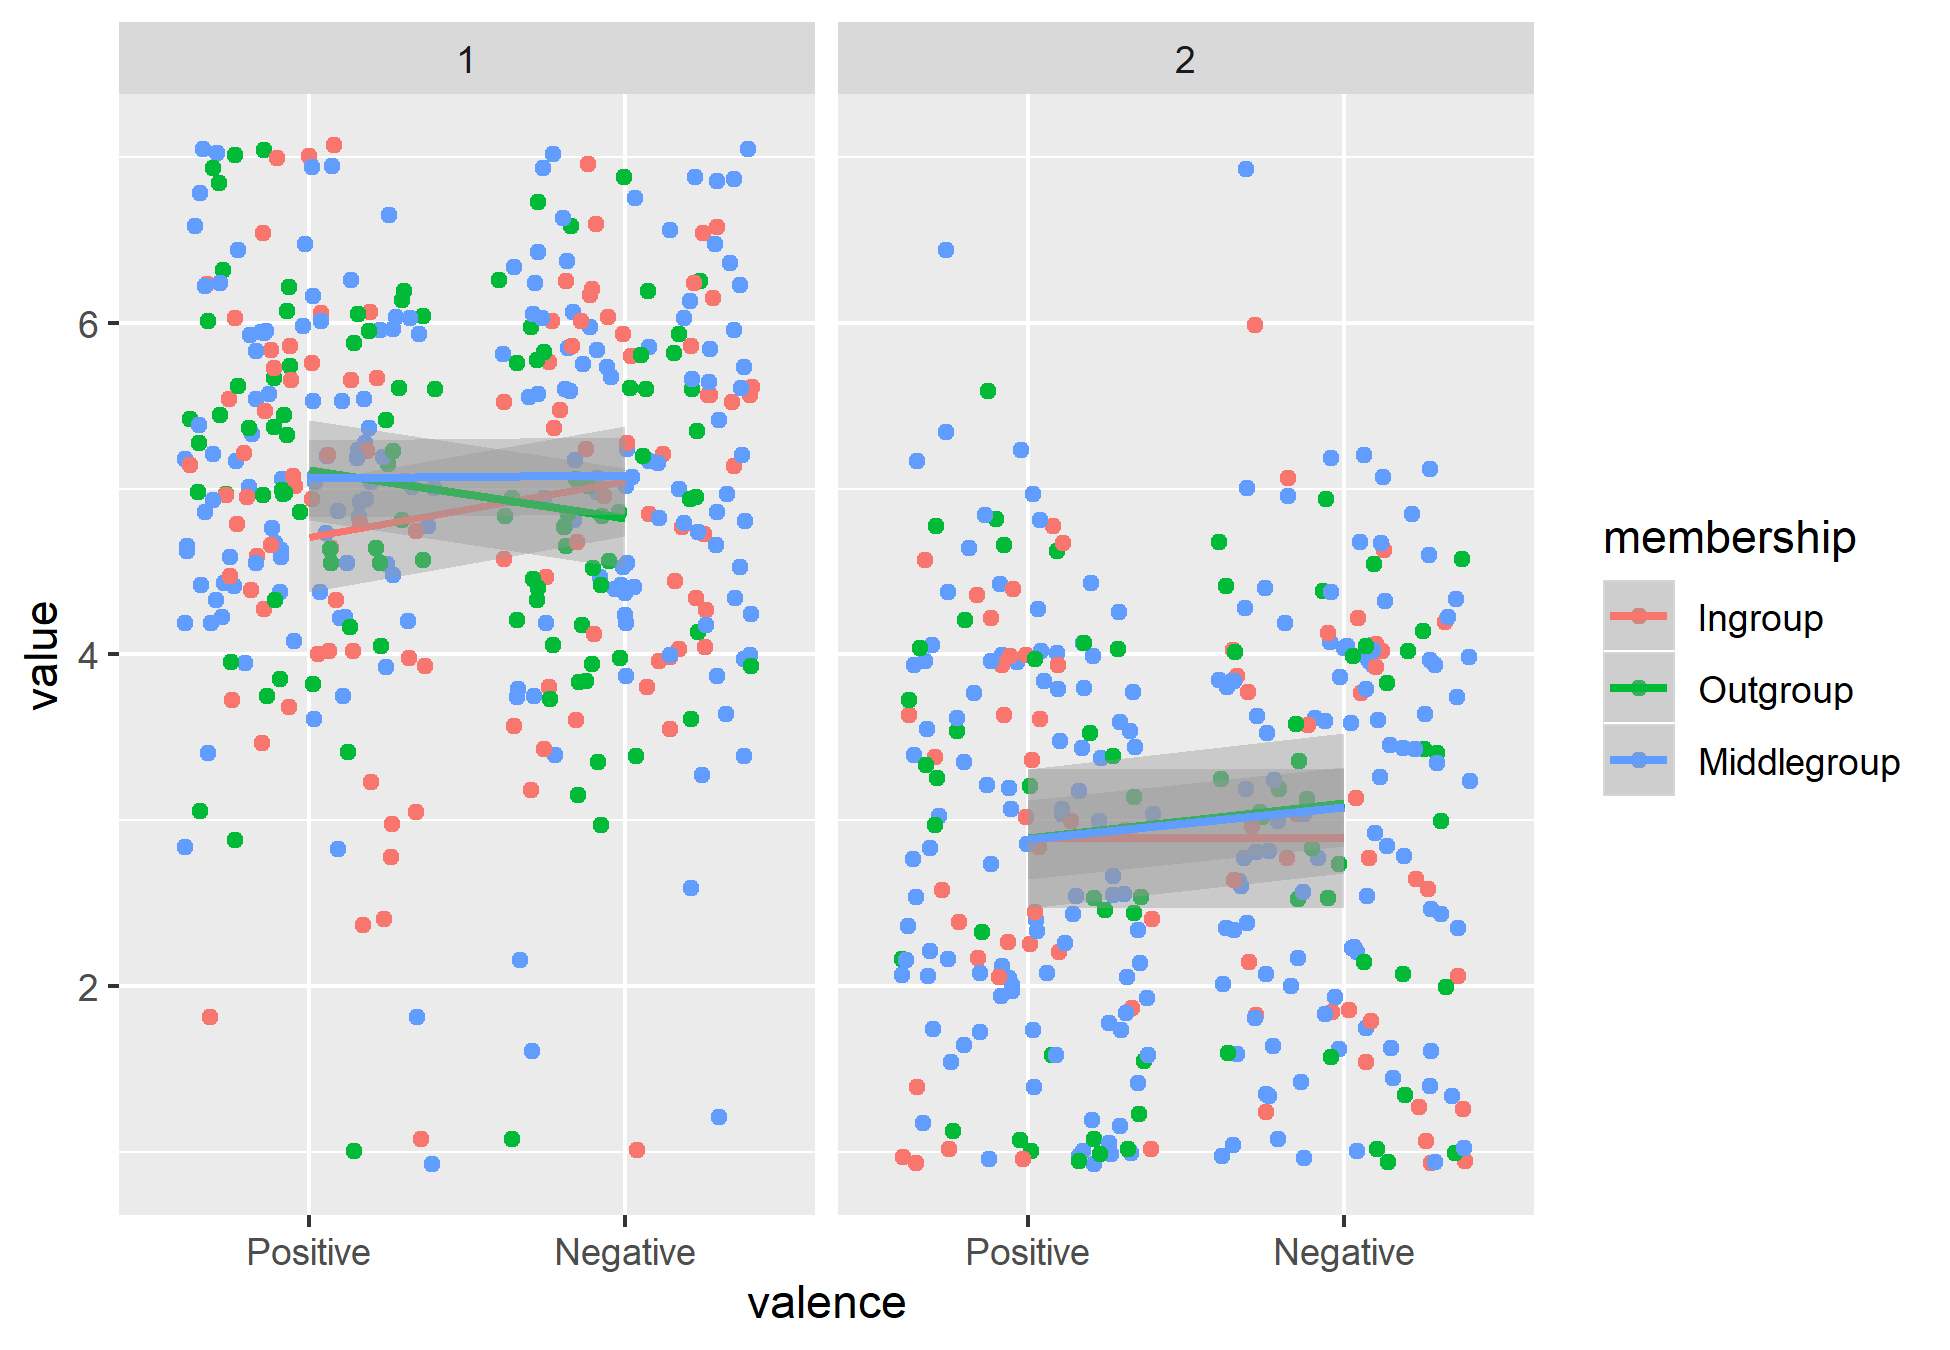 1
2
value
6
4
2
Positive
Negative
Positive
Negative
valence
membership
Ingroup
Outgroup
Middlegroup